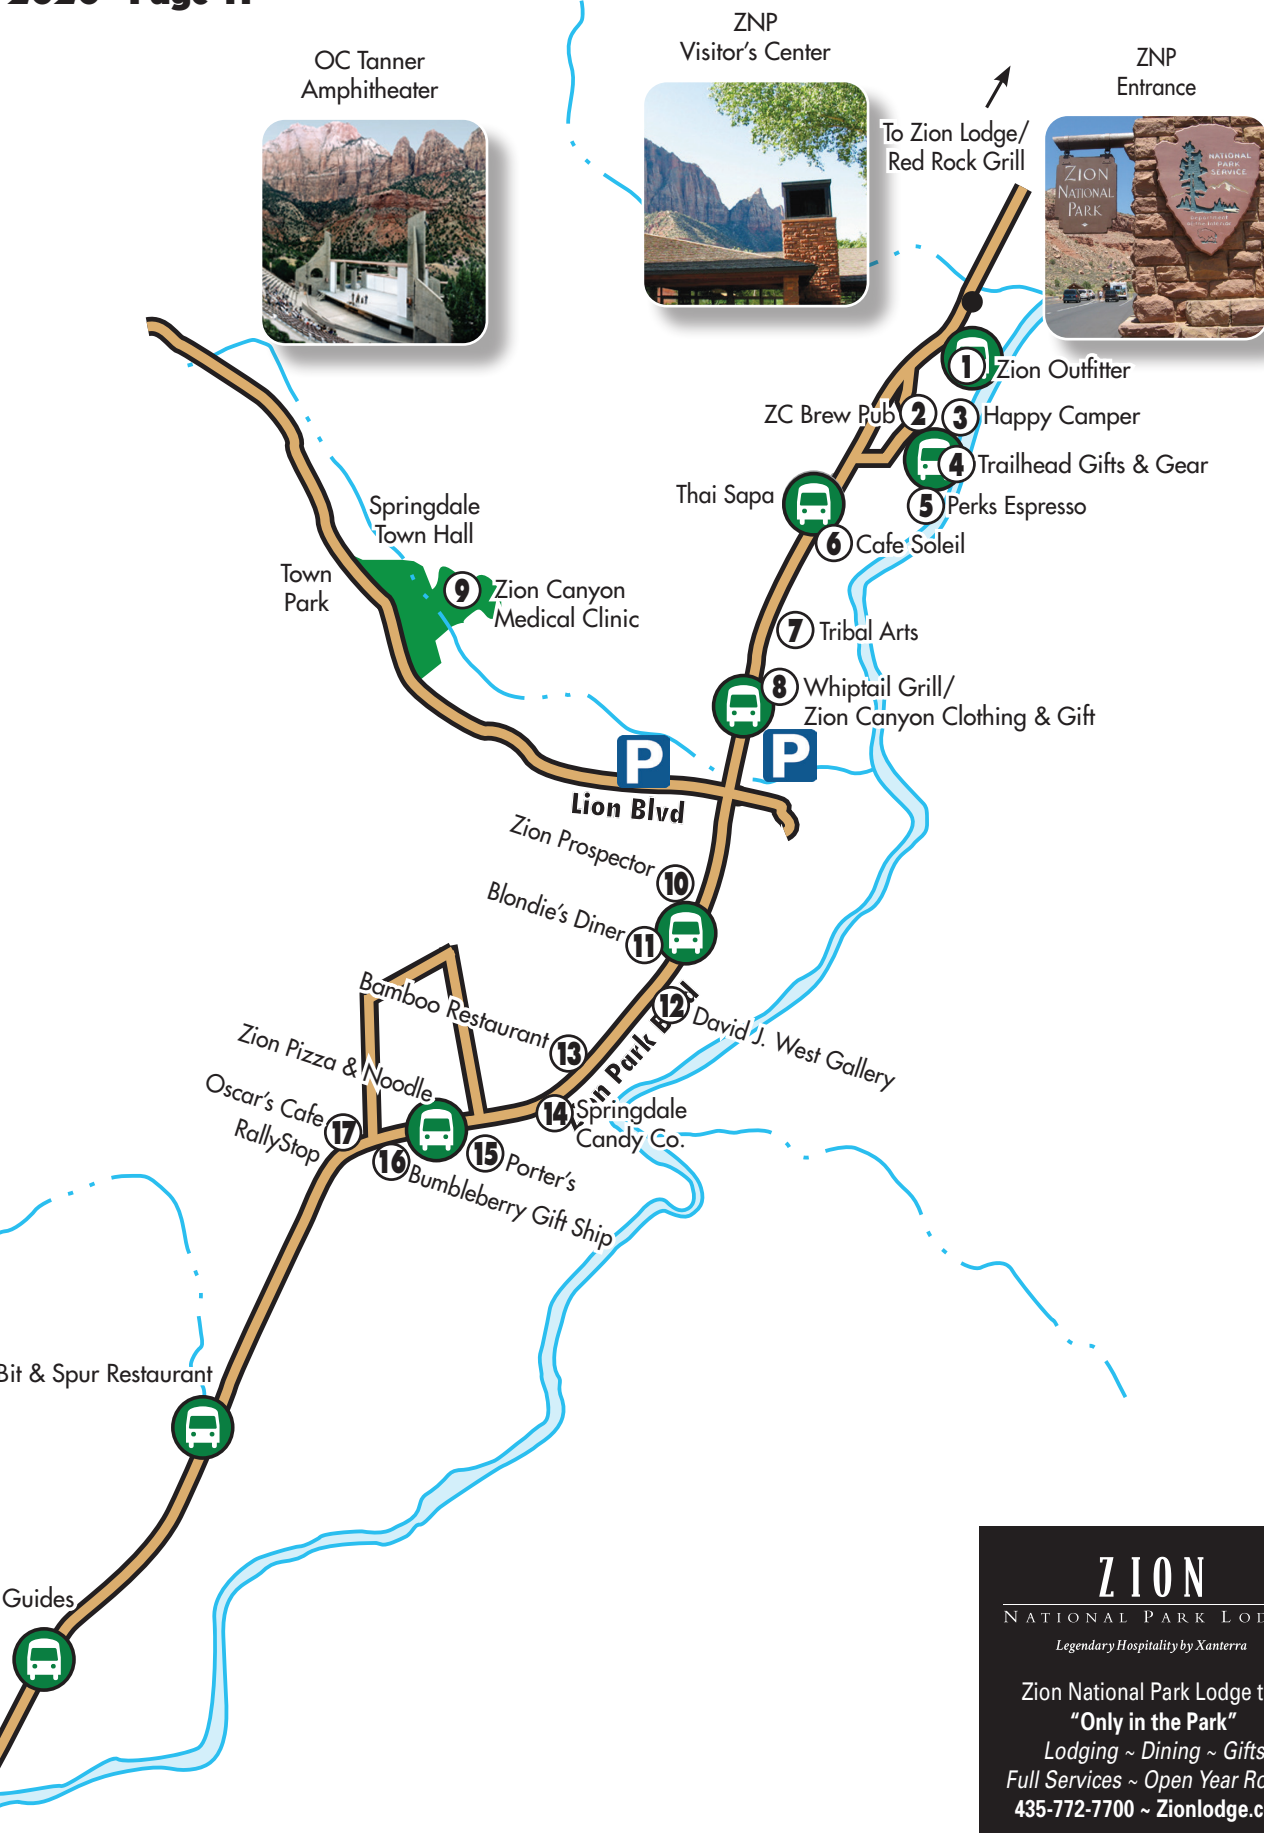 OC Tanner
Amphitheater
ZNP
Visitor's Center
ZNP
Entrance
To Zion Lodge/
Red Rock Grill
ZION
NATIONAL
PARK
NATIONAL
PARK
SERVICE
1 Zion Outfitter
ZC Brew Pub 2
3 Happy Camper
4 Trailhead Gifts & Gear
Thai Sapa
5 Perks Espresso
6 Cafe Soleil
Springdale
Town Hall
Town
Park
9 Zion Canyon
Medical Clinic
7 Tribal Arts
8 Whiptail Grill/
Zion Canyon Clothing & Gift
P
P
Lion Blvd
Zion Prospector 10
Blondie's Diner 11
12 David J. West Gallery
Park
Bamboo Restaurant 13
Zion Pizza & Noodle
14 Springdale
Candy Co.
Oscar's Cafe 17
RallyStop
15 Porter's
16 Bumbleberry Gift Ship
Bit & Spur Restaurant
Guides
ZION
NATIONAL PARK
Legendary Hospitality by Xanterra
Zion National Park Lodge
"Only in the Park"
Lodging ~ Dining ~ Gifts
Full Services ~ Open Year
435-772-7700 ~ Zionlodge.c